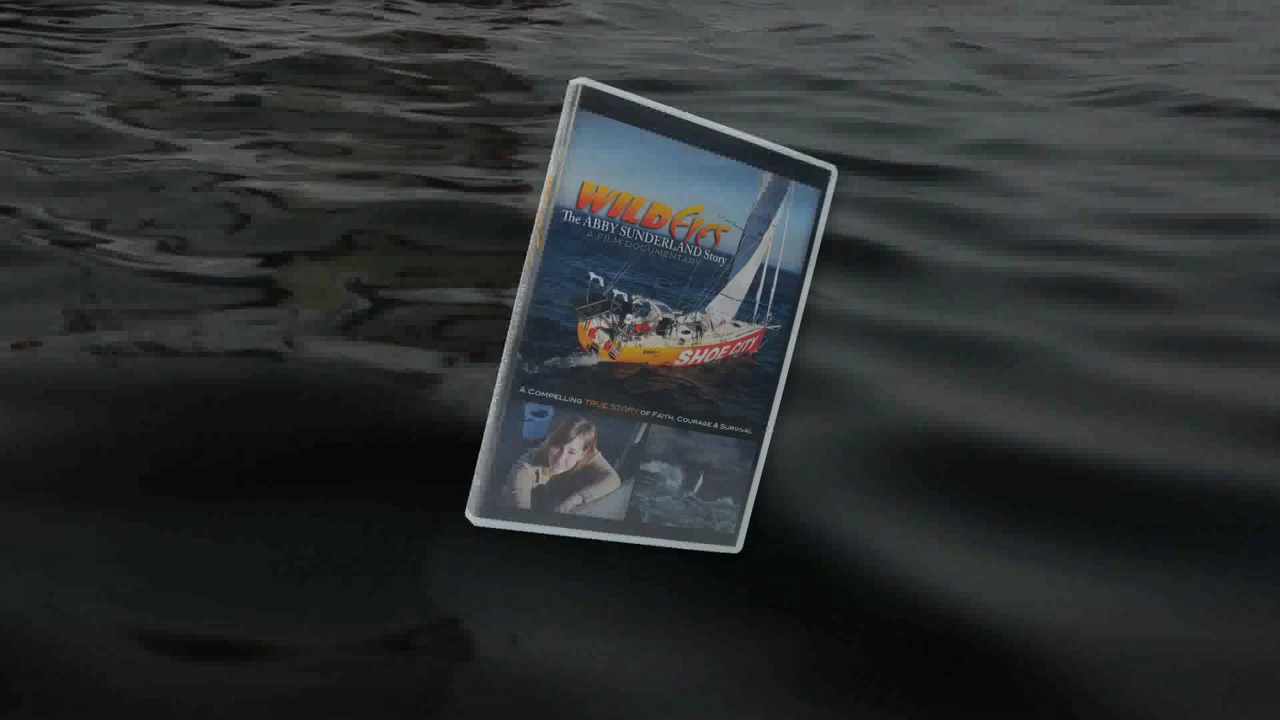 WILD EYES
The ABBY SUNDERLAND Story
A FILM DOCUMENTARY
SHOE CITY
A COMPELLING TRUE STORY OF FAITH, COURAGE & SURVIVAL